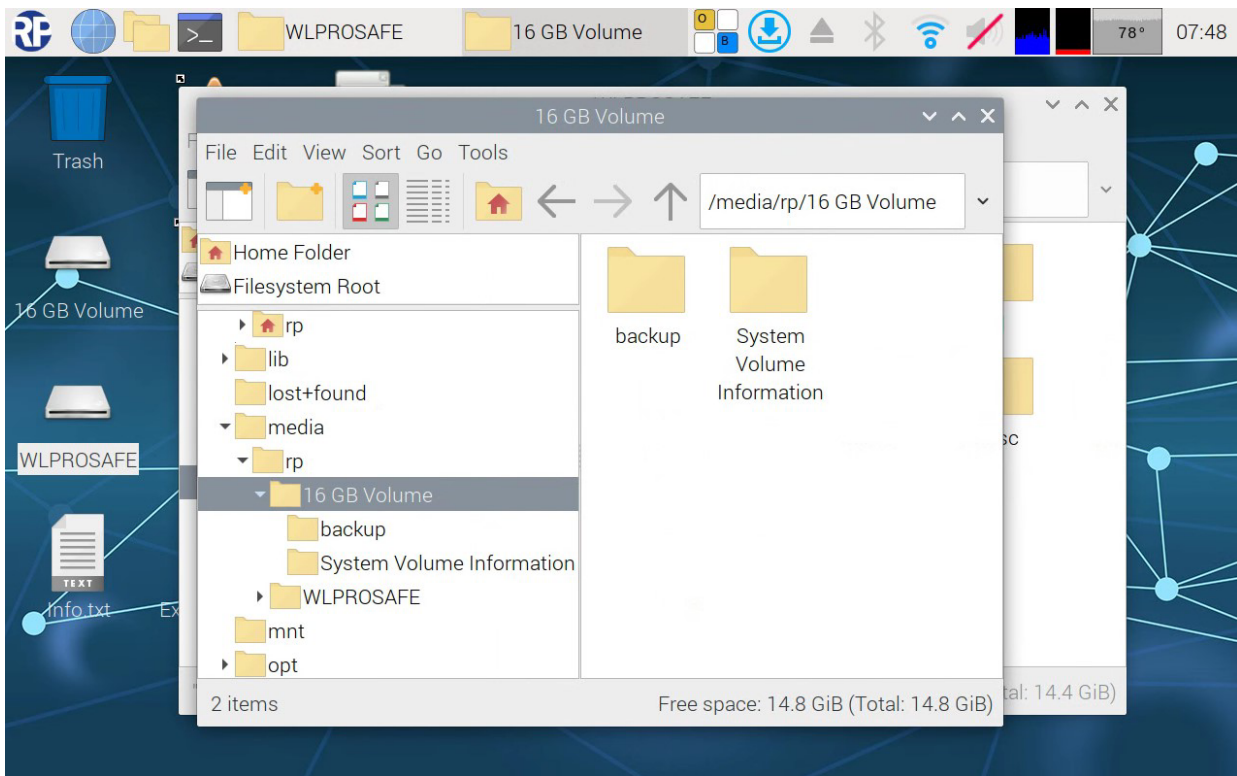 RP
>_
WLPROSAFE
16 GB Volume
O
B
78°
07:48
Trash
16 GB Volume
WLPROSAFE
TEXT
Info.txt
Ex
16 GB Volume
File Edit View Sort Go Tools
/media/rp/16 GB Volume
Home Folder
Filesystem Root
rp
lib
lost+found
media
rp
16 GB Volume
backup
System Volume Information
WLPROSAFE
mnt
opt
backup
System
Volume
Information
sc
2 items
Free space: 14.8 GiB (Total: 14.8 GiB)
tal: 14.4 GiB)